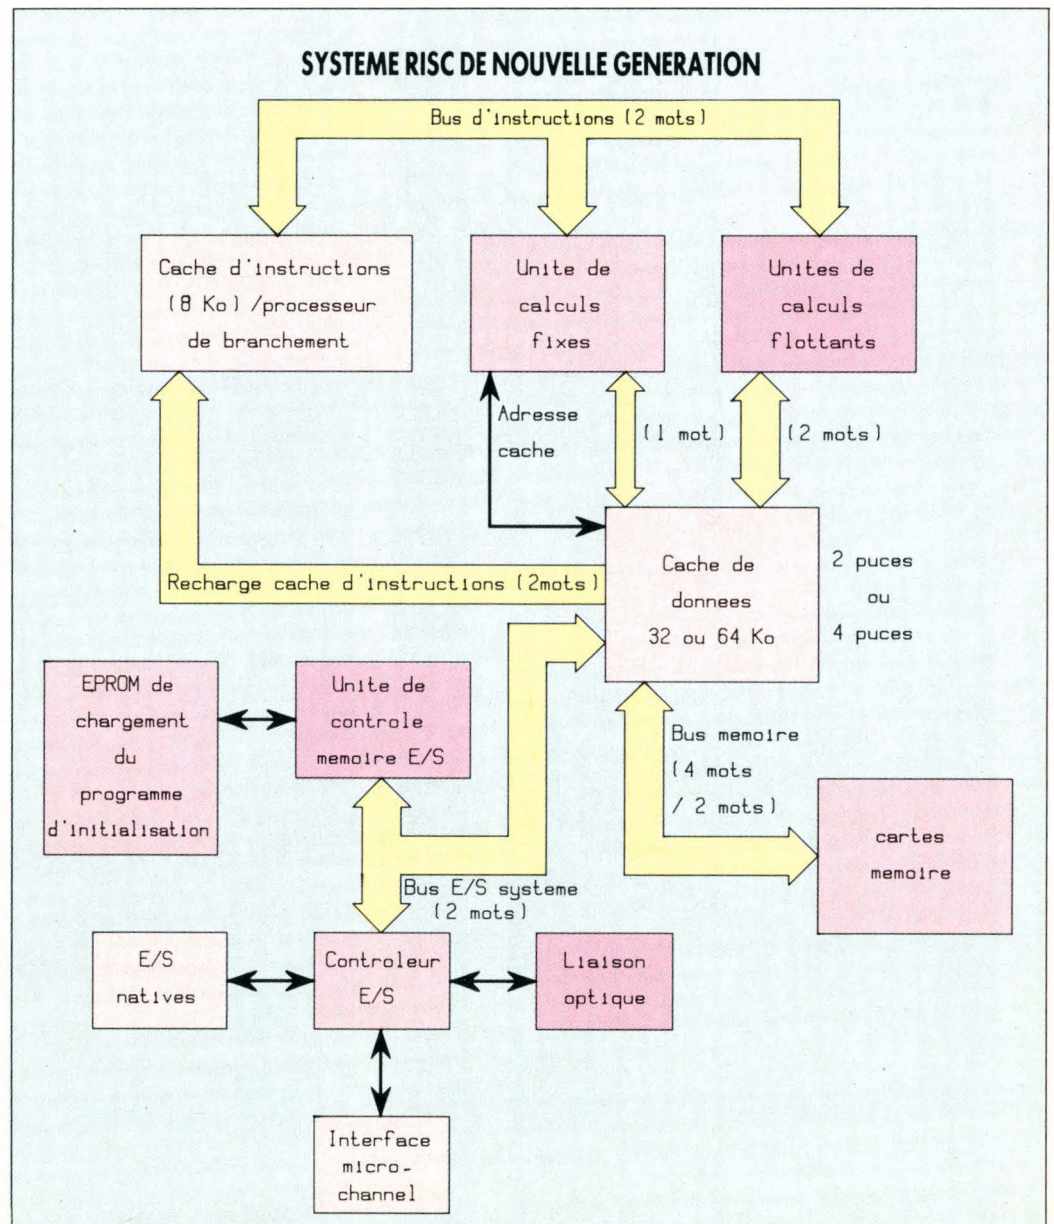 SYSTEME RISC DE NOUVELLE GENERATION
Bus d'instructions (2 mots)
Cache d'instructions
(8 Ko) /processeur
de branchement
Unite de
calculs
fixes
Unites de
calculs
flottants
Adresse
cache
(1 mot)
(2 mots)
Recharge cache d'instructions (2mots)
Cache de
donnees
32 ou 64 Ko
2 puces
ou
4 puces
EPROM de
chargement
du
programme
d'initialisation
Unite de
controle
memoire E/S
Bus memoire
(4 mots
/ 2 mots)
cartes
memoire
Bus E/S systeme
(2 mots)
E/S
natives
Controleur
E/S
Liaison
optique
Interface
micro-
channel